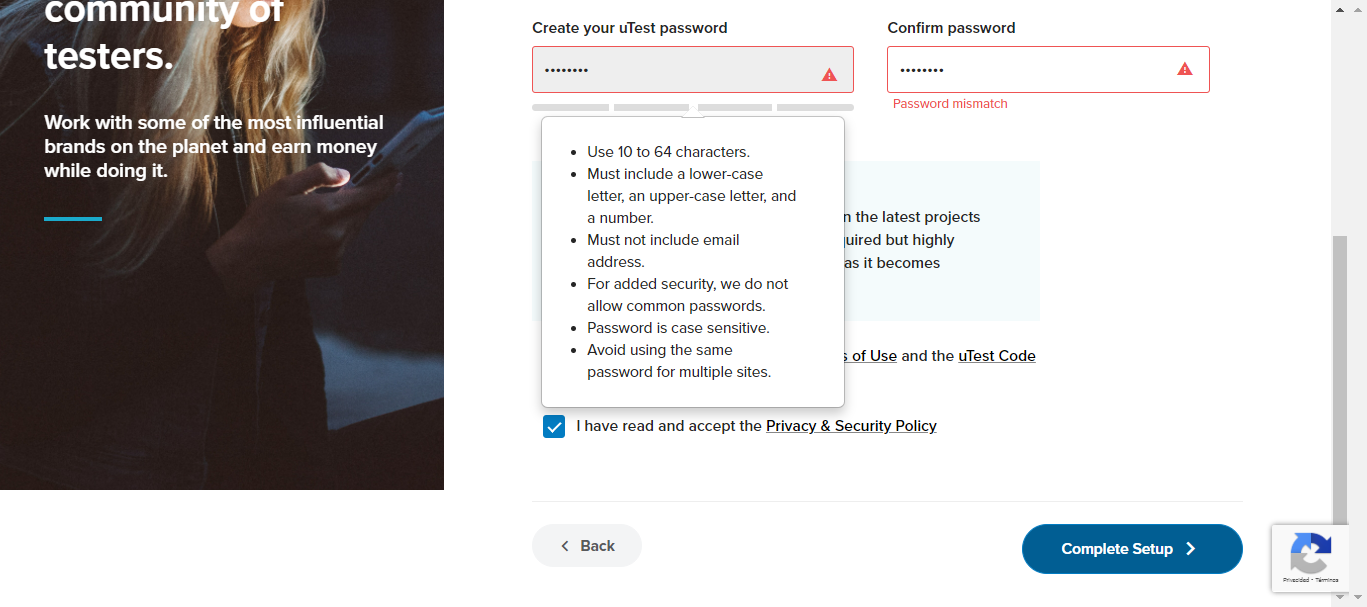 community of
testers.
Work with some of the most influential
brands on the planet and earn money
while doing it.
Create your uTest password
••••••••
Confirm password
••••••••
Password mismatch
• Use 10 to 64 characters.
• Must include a lower-case
letter, an upper-case letter, and
a number.
• Must not include email
address.
• For added security, we do not
allow common passwords.
• Password is case sensitive.
• Avoid using the same
password for multiple sites.
n the latest projects
uired but highly
as it becomes
s of Use and the uTest Code
I have read and accept the Privacy & Security Policy
Back
Complete Setup
Privacidad - Términos